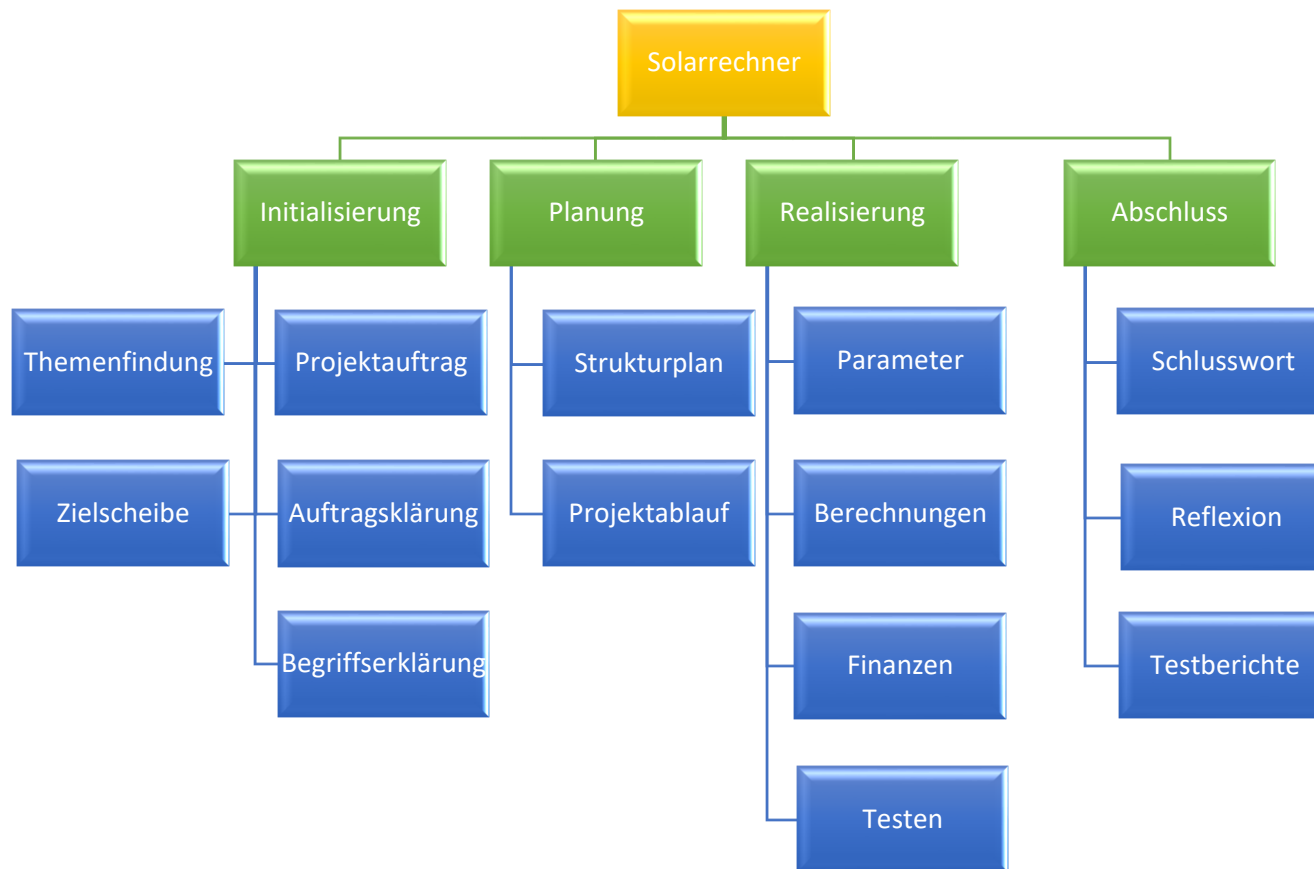 Solarrechner
Initialisierung
Planung
Realisierung
Abschluss
Themenfindung
Projektauftrag
Strukturplan
Parameter
Schlusswort
Zielscheibe
Auftragsklärung
Projektablauf
Berechnungen
Reflexion
Begriffserklärung
Finanzen
Testberichte
Testen